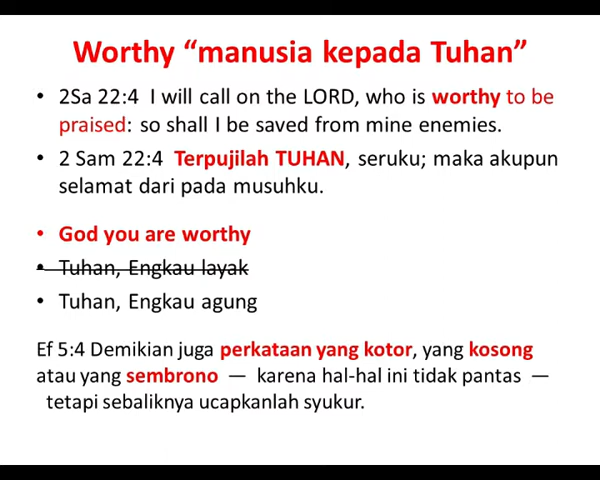 Worthy “manusia kepada Tuhan”
• 2Sa 22:4 I will call on the LORD, who is worthy to be
praised: so shall I be saved from mine enemies.
• 2 Sam 22:4 Terpujilah TUHAN, seruku; maka akupun
selamat dari pada musuhku.
• God you are worthy
• Tuhan, Engkau layak
• Tuhan, Engkau agung
Ef 5:4 Demikian juga perkataan yang kotor, yang kosong
atau yang sembrono — karena hal-hal ini tidak pantas —
tetapi sebaliknya ucapkanlah syukur.